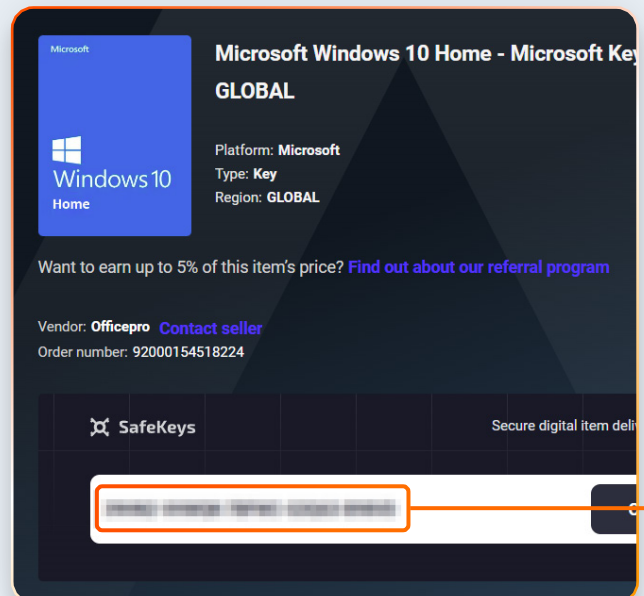 Microsoft
Windows 10
Home
Microsoft Windows 10 Home - Microsoft Key
GLOBAL
Platform: Microsoft
Type: Key
Region: GLOBAL
Want to earn up to 5% of this item's price? Find out about our referral program
Vendor: Officepro Contact seller
Order number: 92000154518224
SafeKeys
Secure digital item